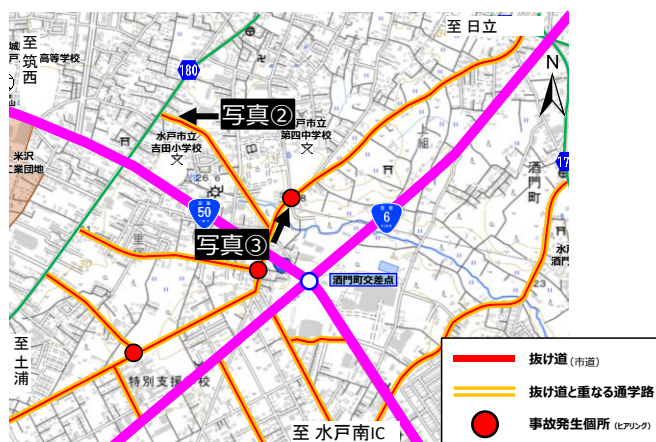 至 日立
至 筑西
高等学校
180
写真②
水戸市立
吉田小学校
戸市立
第四中学校
上組
酒門町
N
米沢
工業団地
50
6
写真③
酒門町交差点
23
至 土浦
特別支援学校
至 水戸南IC
抜け道 (市道)
抜け道と重なる通学路
事故発生個所 (ヒアリング)